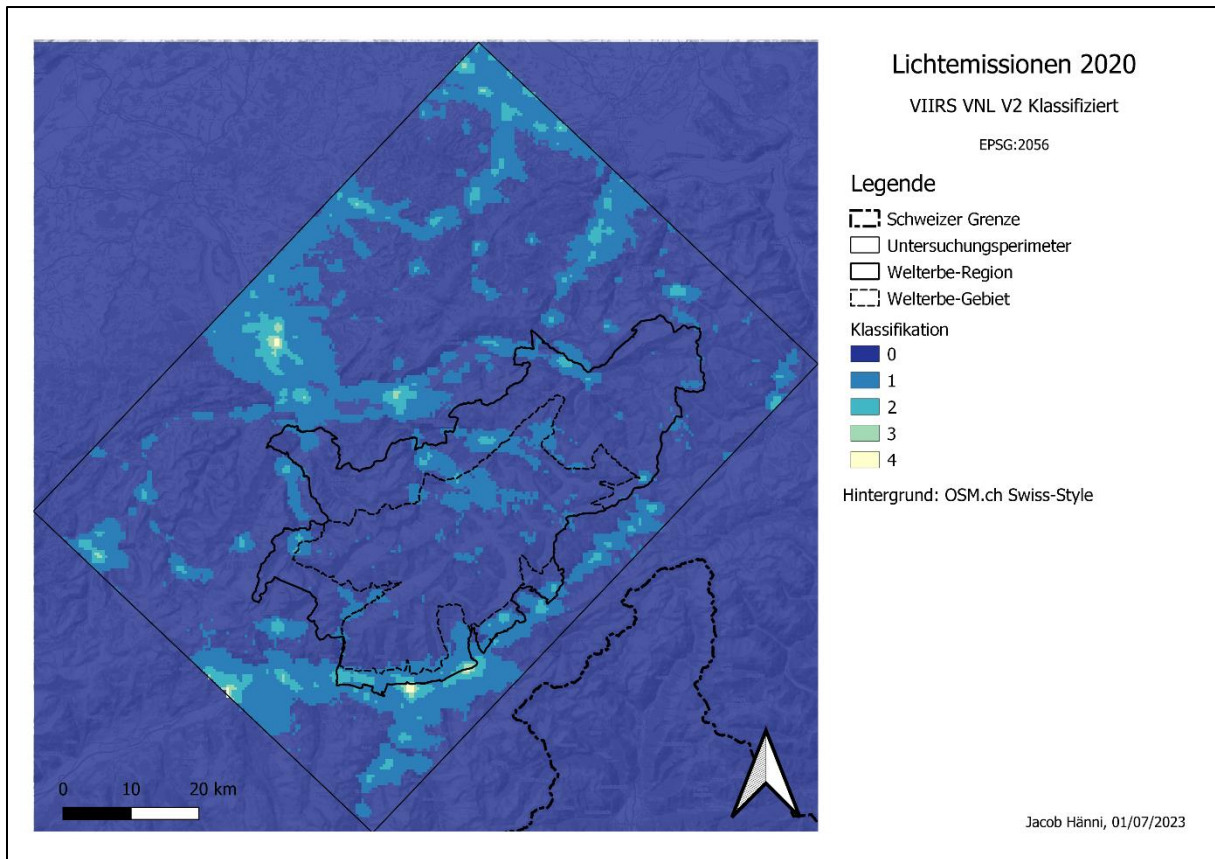 Lichtemissionen 2020
VIIRS VNL V2 Klassifiziert
EPSG:2056
Legende
Schweizer Grenze
Untersuchungsperimeter
Welterbe-Region
Welterbe-Gebiet
Klassifikation
0
1
2
3
4
Hintergrund: OSM.ch Swiss-Style
0 10 20 km
Jacob Hänni, 01/07/2023